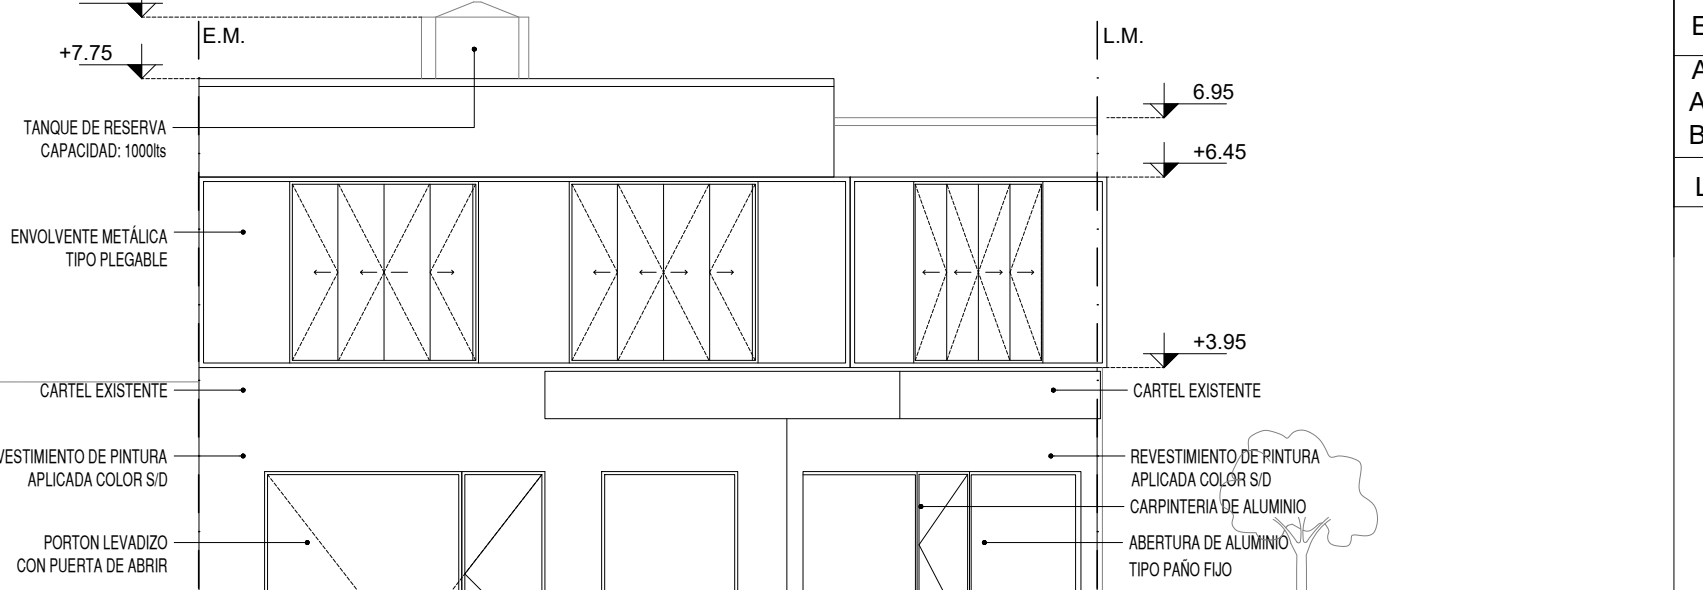 E.M.
L.M.
+7.75
6.95
TANQUE DE RESERVA
CAPACIDAD: 1000lts
+6.45
ENVOLVENTE METÁLICA
TIPO PLEGABLE
+3.95
CARTEL EXISTENTE
CARTEL EXISTENTE
VESTIMIENTO DE PINTURA
APLICADA COLOR S/D
REVESTIMIENTO DE PINTURA
APLICADA COLOR S/D
CARPINTERIA DE ALUMINIO
PORTON LEVADIZO
CON PUERTA DE ABRIR
ABERTURA DE ALUMINIO
TIPO PAÑO FIJO
E
A
A
B
L